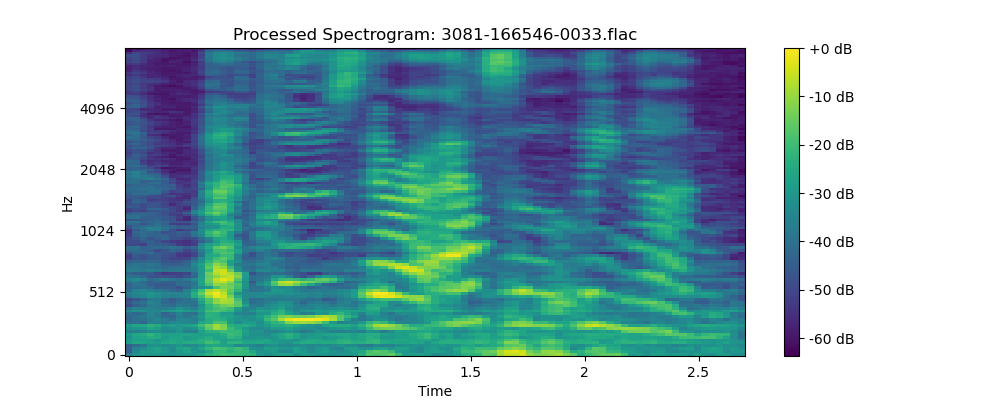 Processed Spectrogram: 3081-166546-0033.flac
+0 dB
-10 dB
-20 dB
-30 dB
-40 dB
-50 dB
-60 dB
4096
2048
1024
512
0
Hz
0
0.5
1
1.5
2
2.5
Time